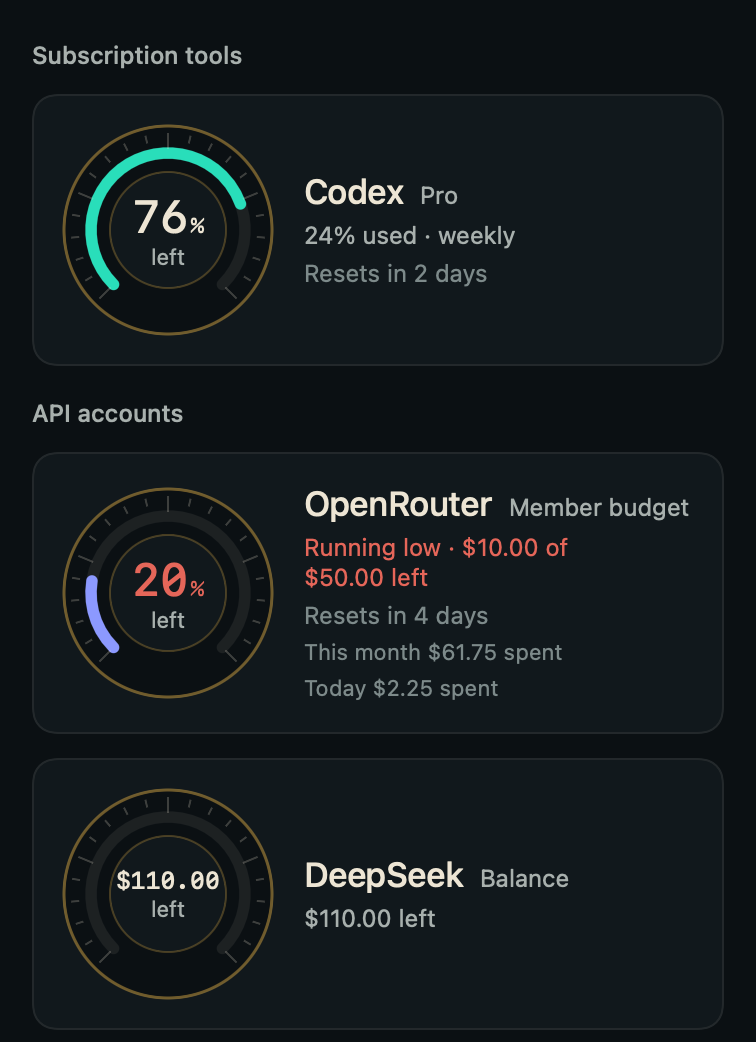 Subscription tools
76%
left
Codex Pro
24% used · weekly
Resets in 2 days
API accounts
20%
left
OpenRouter Member budget
Running low · $10.00 of
$50.00 left
Resets in 4 days
This month $61.75 spent
Today $2.25 spent
$110.00
left
DeepSeek Balance
$110.00 left